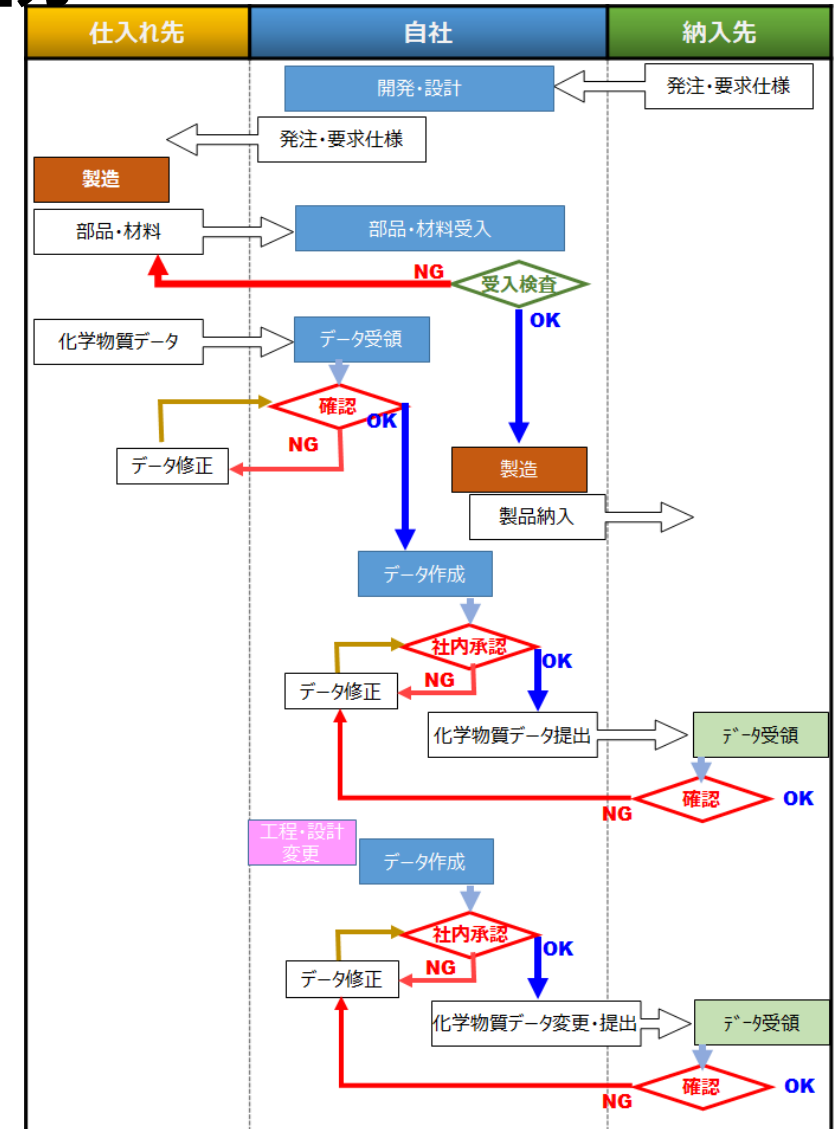 仕入れ先
自社
納入先
開発・設計
発注・要求仕様
発注・要求仕様
製造
部品・材料
部品・材料受入
NG
受入検査
OK
化学物質データ
データ受領
確認
OK
NG
データ修正
製造
製品納入
データ作成
社内承認
OK
NG
データ修正
化学物質データ提出
データ受領
確認
OK
NG
工程・設計
変更
データ作成
社内承認
OK
NG
データ修正
化学物質データ変更・提出
データ受領
確認
OK
NG